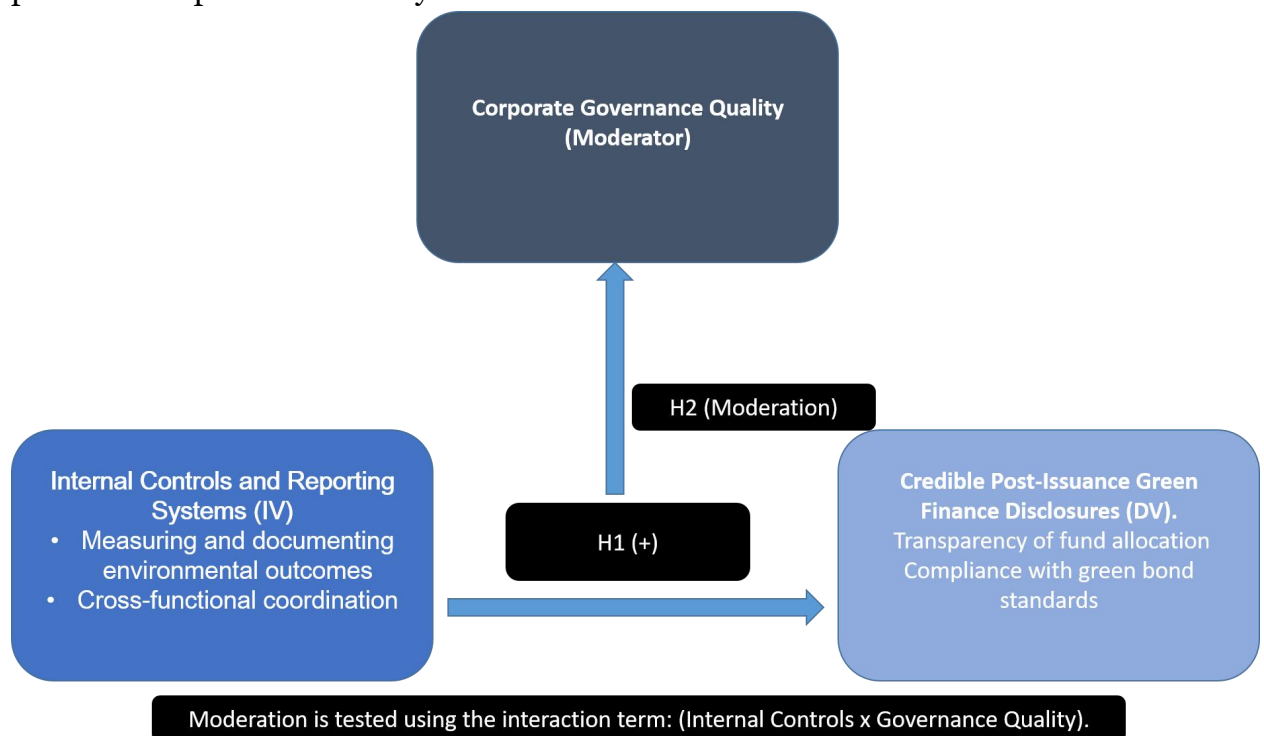 Corporate Governance Quality
(Moderator)
H2 (Moderation)
Internal Controls and Reporting
Systems (IV)
• Measuring and documenting
environmental outcomes
• Cross-functional coordination
H1 (+)
Credible Post-Issuance Green
Finance Disclosures (DV).
Transparency of fund allocation
Compliance with green bond
standards
Moderation is tested using the interaction term: (Internal Controls x Governance Quality).